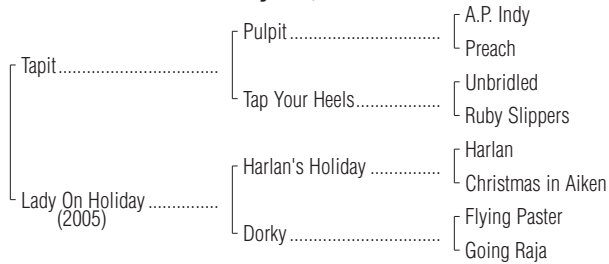 A.P. Indy
Pulpit
Preach
Tapit
Unbridled
Tap Your Heels
Ruby Slippers
Harlan
Harlan's Holiday
Christmas in Aiken
Lady On Holiday
(2005)
Flying Paster
Dorky
Going Raja